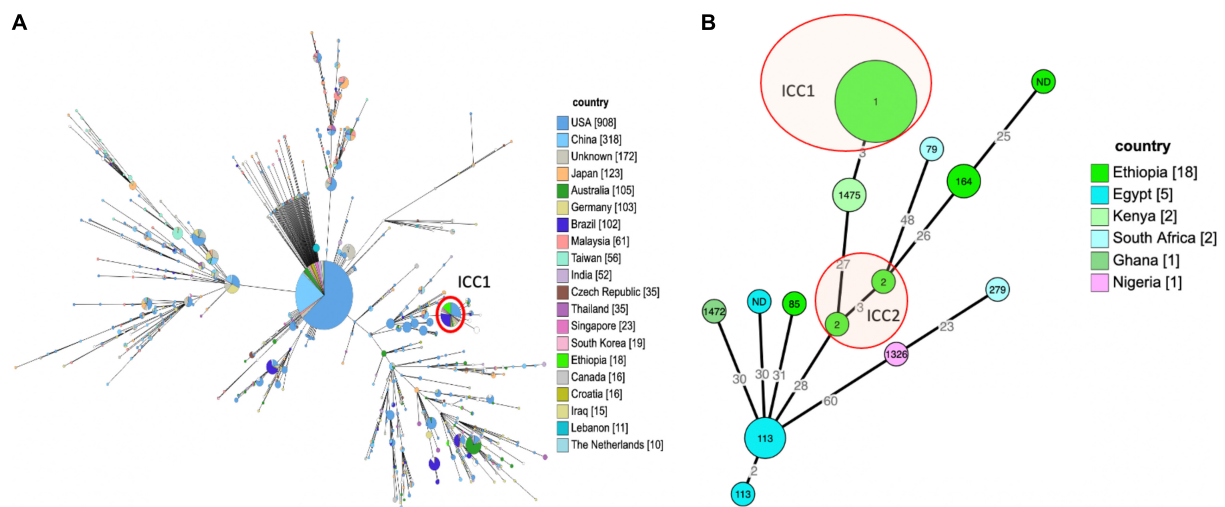 A
ICC1
country
USA [908]
China [318]
Unknown [172]
Japan [123]
Australia [105]
Germany [103]
Brazil [102]
Malaysia [61]
Taiwan [56]
India [52]
Czech Republic [35]
Thailand [35]
Singapore [23]
South Korea [19]
Ethiopia [18]
Canada [16]
Croatia [16]
Iraq [15]
Lebanon [11]
The Netherlands [10]
B
ICC1
1
ND
3
79
25
1475
164
48
26
27
2
ICC2
3
2
279
1472
ND
85
23
1326
30
30
31
28
60
113
2
113
country
Ethiopia [18]
Egypt [5]
Kenya [2]
South Africa [2]
Ghana [1]
Nigeria [1]